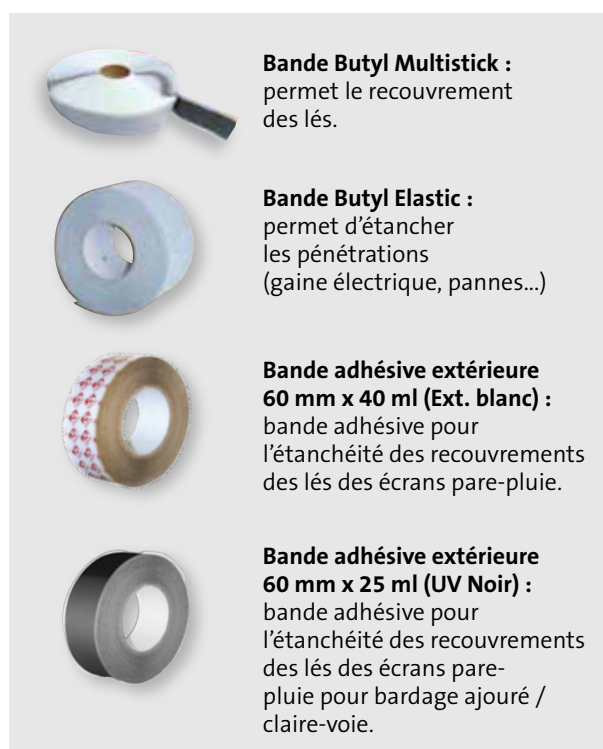 Bande Butyl Multistick :
permet le recouvrement
des lés.
Bande Butyl Elastic :
permet d'étancher
les pénétrations
(gaine électrique, pannes...)
Bande adhésive extérieure
60 mm x 40 ml (Ext. blanc) :
bande adhésive pour
l'étanchéité des recouvrements
des lés des écrans pare-pluie.
Bande adhésive extérieure
60 mm x 25 ml (UV Noir) :
bande adhésive pour
l'étanchéité des recouvrements
des lés des écrans pare-
pluie pour bardage ajouré /
claire-voie.